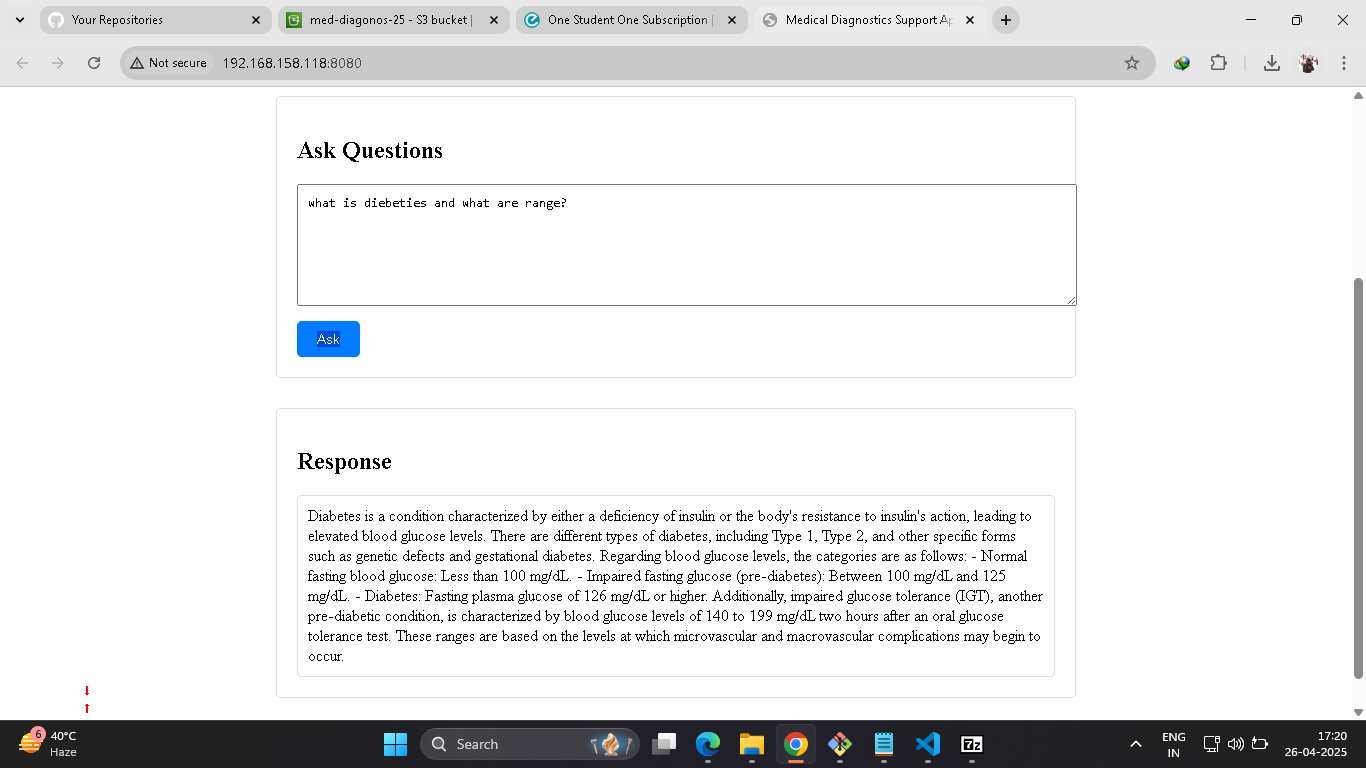 Your Repositories
med-diagonos-25 - S3 bucket |
One Student One Subscription |
Medical Diagnostics Support Ap
Not secure
192.168.158.118:8080
Ask Questions
what is diebeties and what are range?
Ask
Response
Diabetes is a condition characterized by either a deficiency of insulin or the body's resistance to insulin's action, leading to
elevated blood glucose levels. There are different types of diabetes, including Type 1, Type 2, and other specific forms
such as genetic defects and gestational diabetes. Regarding blood glucose levels, the categories are as follows: - Normal
fasting blood glucose: Less than 100 mg/dL. - Impaired fasting glucose (pre-diabetes): Between 100 mg/dL and 125
mg/dL. - Diabetes: Fasting plasma glucose of 126 mg/dL or higher. Additionally, impaired glucose tolerance (IGT), another
pre-diabetic condition, is characterized by blood glucose levels of 140 to 199 mg/dL two hours after an oral glucose
tolerance test. These ranges are based on the levels at which microvascular and macrovascular complications may begin to
occur.
6
40°C
Haze
Search
7z
ENG
IN
17:20
26-04-2025